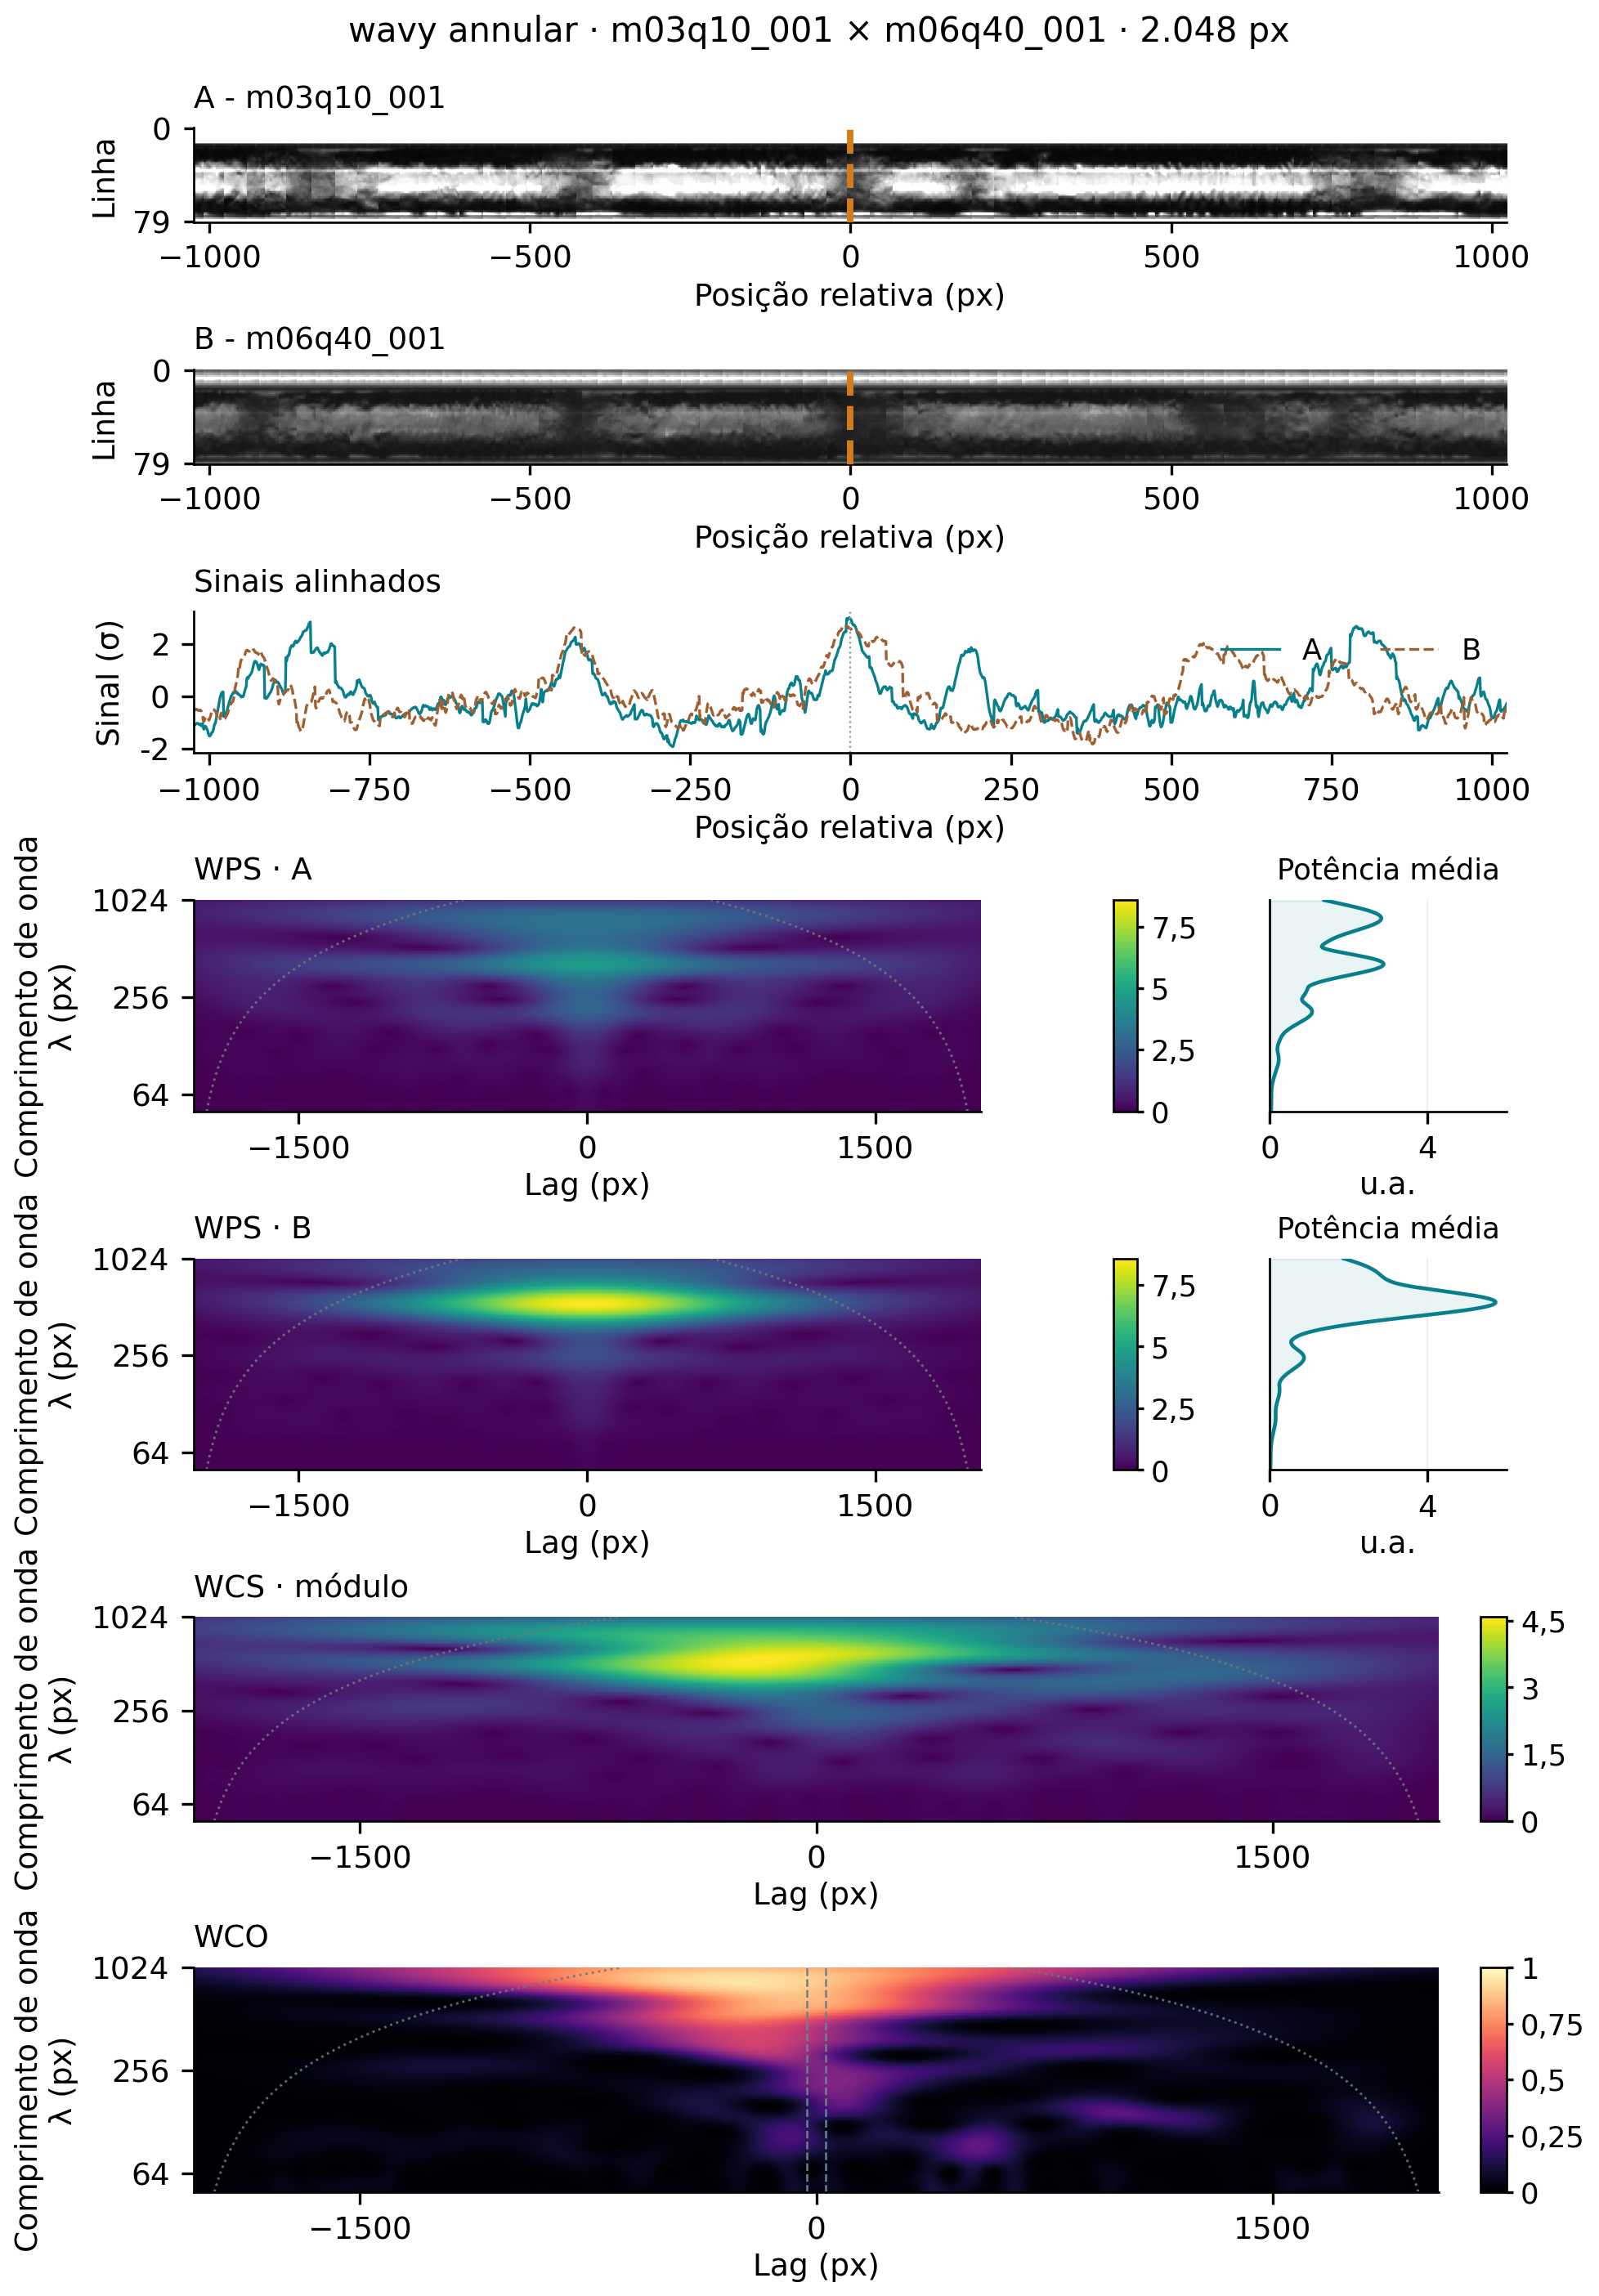 wavy annular · m03q10_001 × m06q40_001 · 2.048 px
A - m03q10_001
Linha
0
79
−1000 −500 0 500 1000
Posição relativa (px)
B - m06q40_001
Linha
0
79
−1000 −500 0 500 1000
Posição relativa (px)
Sinais alinhados
Sinal (σ)
2
0
-2
A B
−1000 −750 −500 −250 0 250 500 750 1000
Posição relativa (px)
WPS · A
Comprimento de onda
λ (px)
1024
256
64
−1500 0 1500
Lag (px)
7,5
5
2,5
0
Potência média
0 4
u.a.
WPS · B
Comprimento de onda
λ (px)
1024
256
64
−1500 0 1500
Lag (px)
7,5
5
2,5
0
Potência média
0 4
u.a.
WCS · módulo
Comprimento de onda
λ (px)
1024
256
64
−1500 0 1500
Lag (px)
4,5
3
1,5
0
WCO
Comprimento de onda
λ (px)
1024
256
64
−1500 0 1500
Lag (px)
1
0,75
0,5
0,25
0